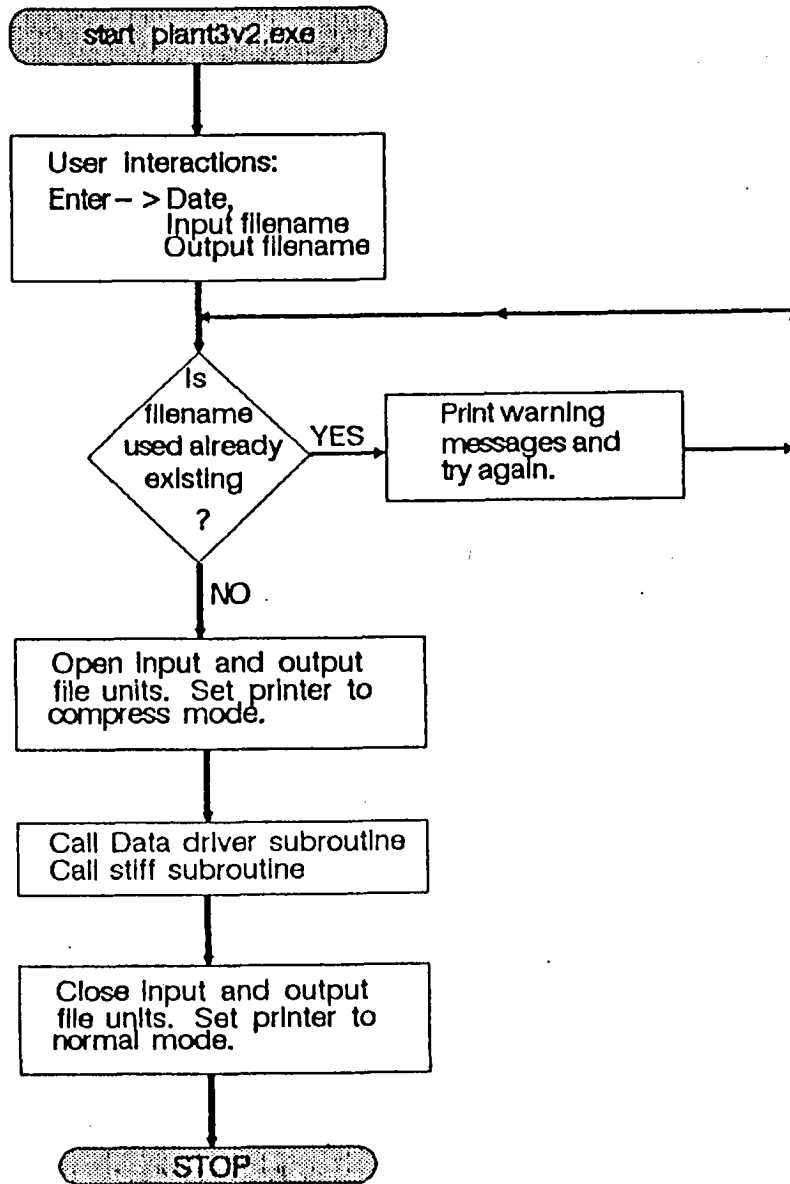 start plant3v2.exe
User interactions:
Enter - > Date,
Input filename
Output filename
Is
filename
used already
existing
?
YES
Print warning
messages and
try again.
NO
Open input and output
file units. Set printer to
compress mode.
Call Data driver subroutine
Call stiff subroutine
Close input and output
file units. Set printer to
normal mode.
STOP